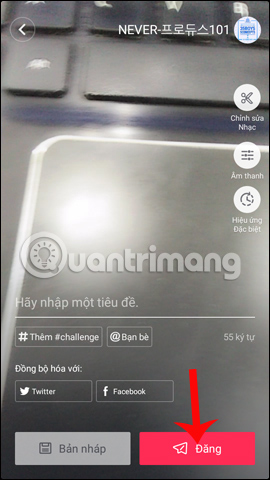 NEVER-프로듀스101
Chỉnh sửa
Nhạc
Âm thanh
Hiệu ứng
Đặc biệt
Quantrimang
Hãy nhập một tiêu đề.
#Thêm #challenge
@Bạn bè
55 ký tự
Đồng bộ hóa với:
Twitter
Facebook
Bản nháp
Đăng